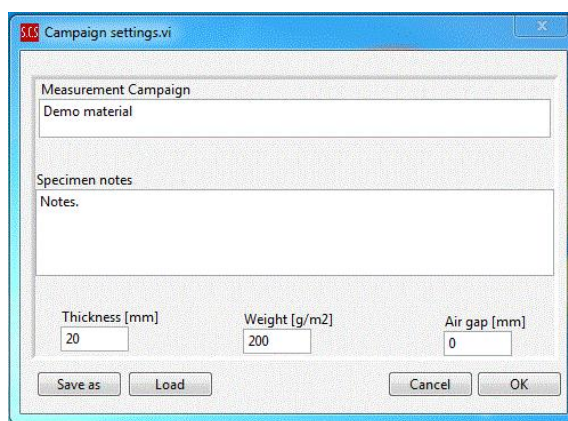 SCS Campaign settings.vi
x
Measurement Campaign
Demo material
Specimen notes
Notes.
Thickness [mm] Weight [g/m2] Air gap [mm]
20 200 0
Save as Load Cancel OK